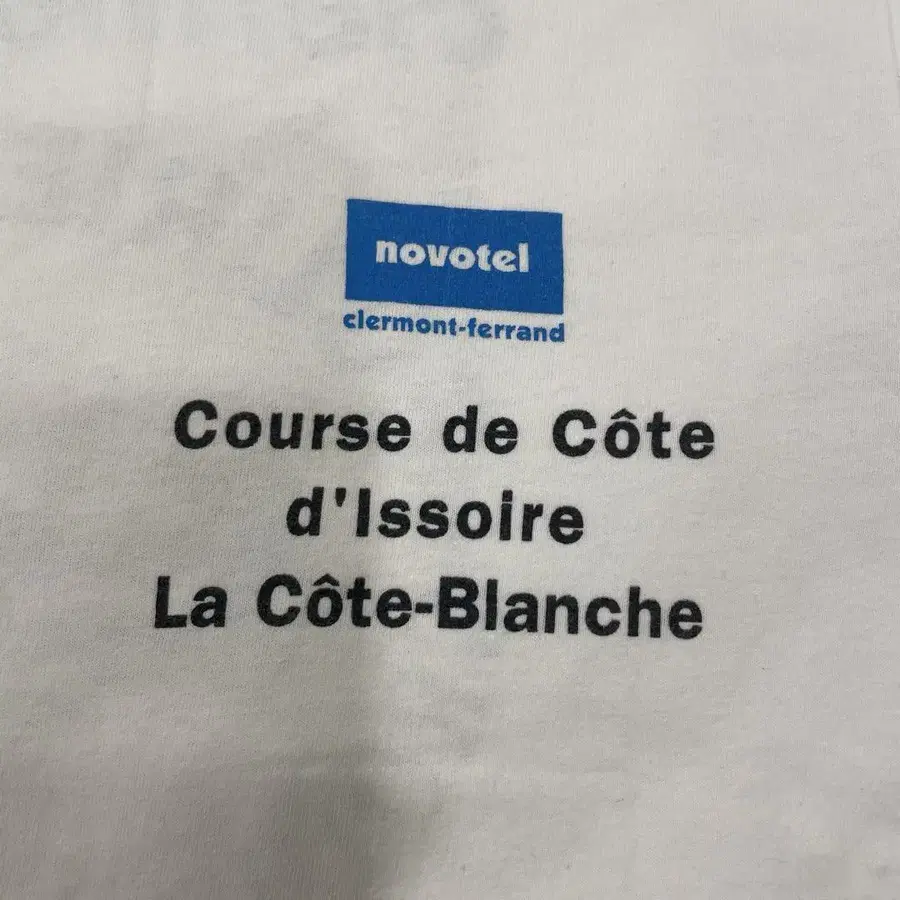 novotel
clermont-ferrand
Course de Côte
d'Issoire
La Côte-Blanche